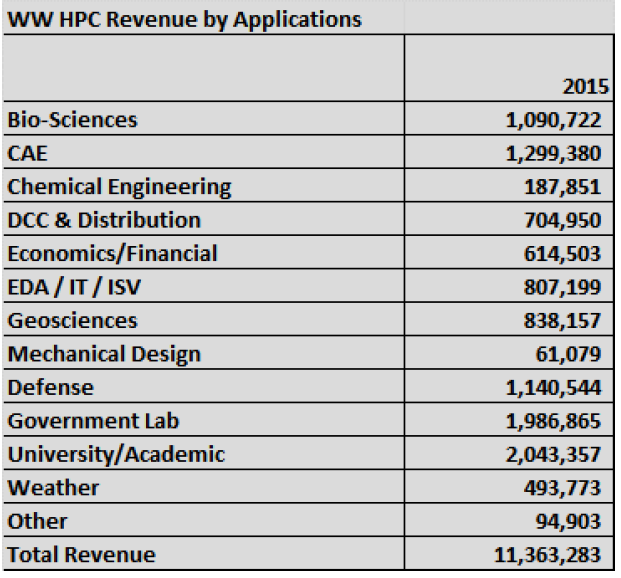 WW HPC Revenue by Applications
2015
Bio-Sciences 1,090,722
CAE 1,299,380
Chemical Engineering 187,851
DCC & Distribution 704,950
Economics/Financial 614,503
EDA / IT / ISV 807,199
Geosciences 838,157
Mechanical Design 61,079
Defense 1,140,544
Government Lab 1,986,865
University/Academic 2,043,357
Weather 493,773
Other 94,903
Total Revenue 11,363,283